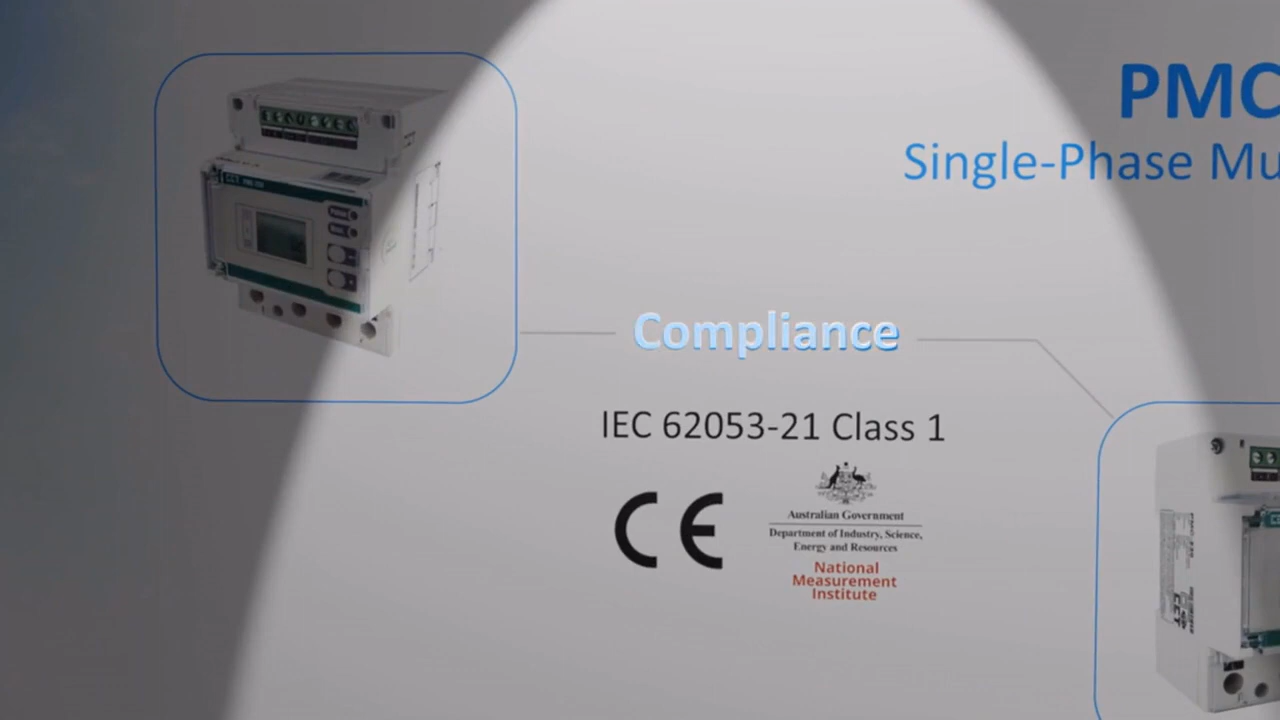 PMC
Single-Phase Mu
Compliance
IEC 62053-21 Class 1
CE
Australian Government
Department of Industry, Science,
Energy and Resources
National
Measurement
Institute
CET